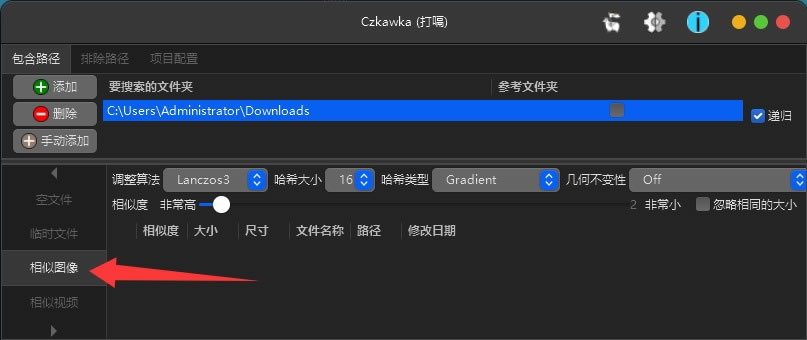 Czkawka (打嗝)
包含路径 排除路径 项目配置
添加 要搜索的文件夹 参考文件夹
删除 C:\Users\Administrator\Downloads 递归
手动添加
调整算法 Lanczos3 哈希大小 16 哈希类型 Gradient 几何不变性 Off
空文件 相似度 非常高 2 非常小 忽略相同的大小
临时文件 相似度 大小 尺寸 文件名称 路径 修改日期
相似图像
相似视频